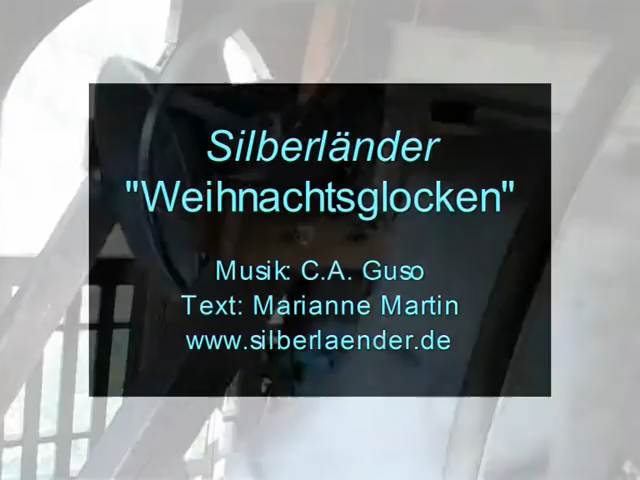 Silberländer
"Weihnachtsglocken"
Musik: C.A. Guso
Text: Marianne Martin
www.silberlaender.de